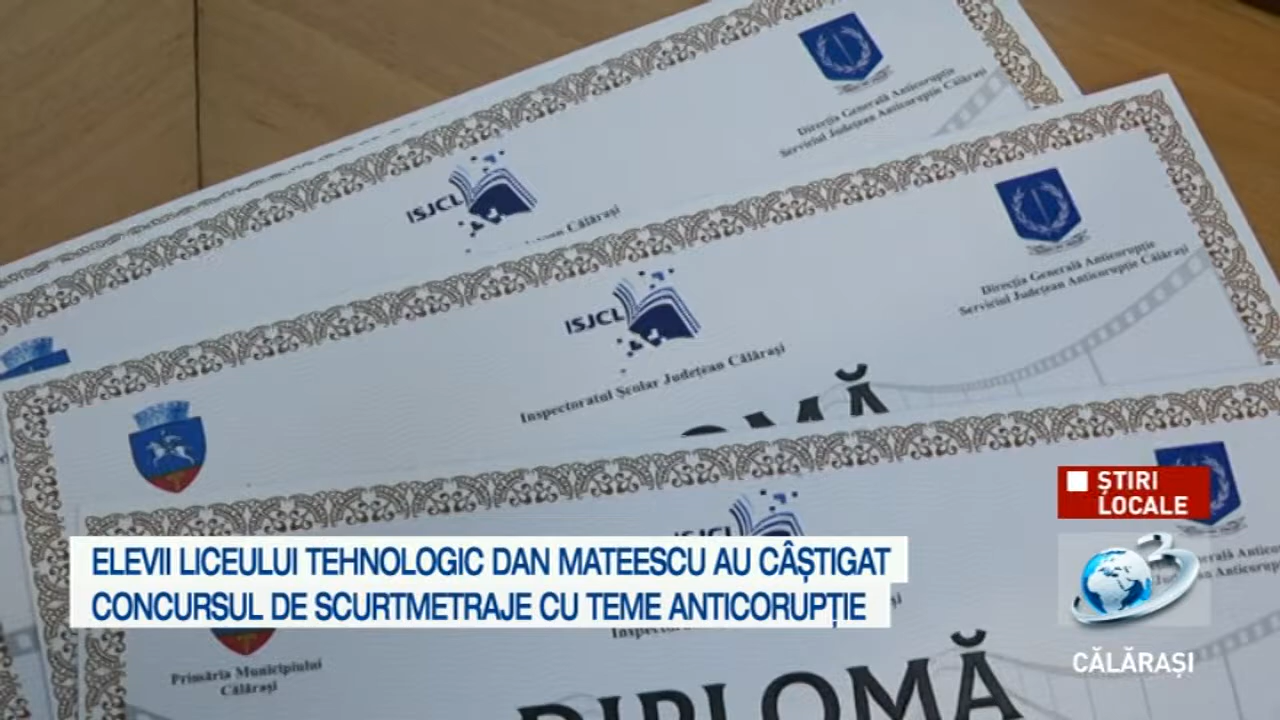 Direcția Generală Anticorupție
Serviciul Județean Anticorupție Călărași
ISJCL
Călărași
Direcția Generală Anticorupție
Serviciul Județean Anticorupție Călărași
ISJCL
Inspectoratul Școlar Județean Călărași
ȘTIRI
LOCALE
ISJCL
ELEVII LICEULUI TEHNOLOGIC DAN MATEESCU AU CÂȘTIGAT
CONCURSUL DE SCURTMETRAJE CU TEME ANTICORUPȚIE
3
CĂLĂRAȘI
Primăria Municipiului
Călărași
DIPLOMĂ